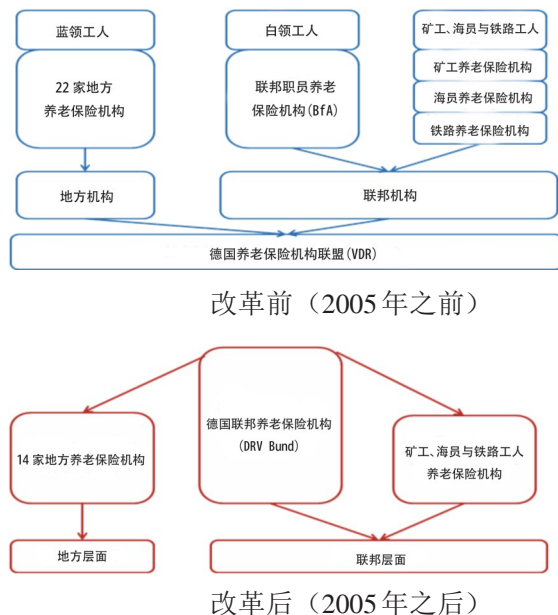 蓝领工人
白领工人
矿工、海员与铁路工人
22 家地方
养老保险机构
联邦职员养老
保险机构(BfA)
矿工养老保险机构
海员养老保险机构
铁路养老保险机构
地方机构
联邦机构
德国养老保险机构联盟(VDR)
改革前（2005年之前）
14 家地方养老保险机构
德国联邦养老保险机构
(DRV Bund)
矿工、海员与铁路工人
养老保险机构
地方层面
联邦层面
改革后（2005年之后）